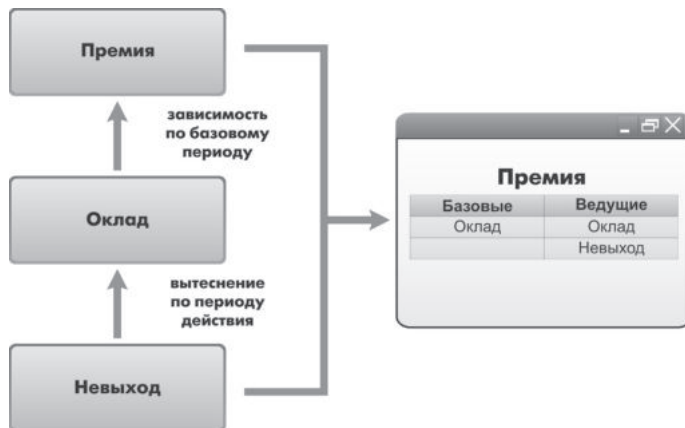 Премия
зависимость
по базовому
периоду
Оклад
вытеснение
по периоду
действия
Невыход
Премия
Базовые Ведущие
Оклад Оклад
Невыход